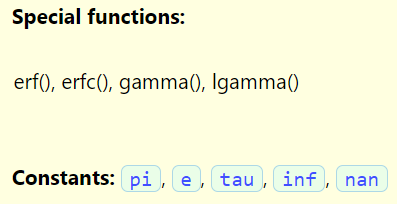 Special functions:
erf(), erfc(), gamma(), lgamma()
Constants: pi, e, tau, inf, nan